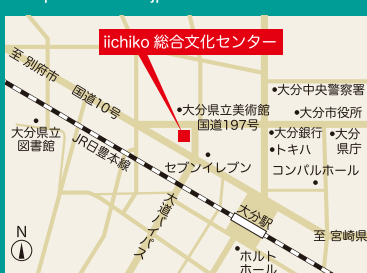 iichiko 総合文化センター
至 別府市
国道10号
大分県立美術館
国道197号
大分中央警察署
大分市役所
大分銀行
大分
県庁
トキハ
コンパルホール
大分県立
図書館
JR日豊本線
セブンイレブン
大道バイパス
大分駅
至 宮崎県
N
ホルト
ホール